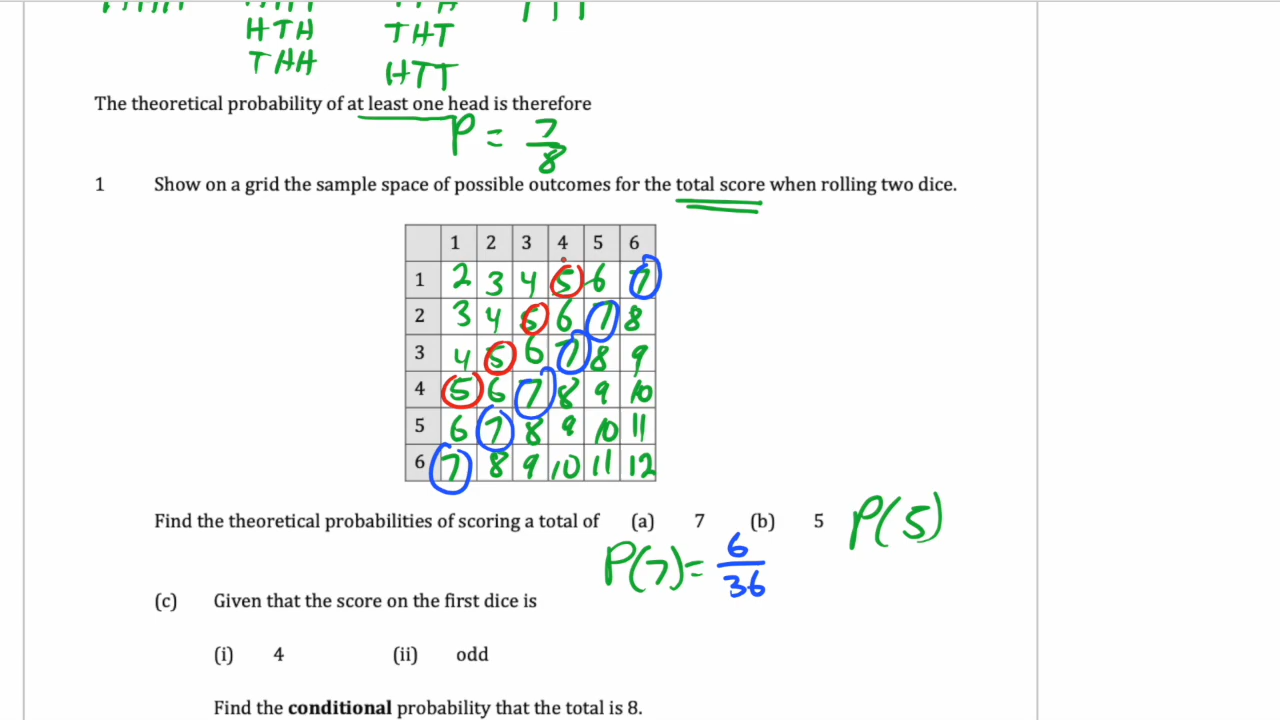 HTH THT
THH HTT
The theoretical probability of at least one head is therefore
P = 7/8
1 Show on a grid the sample space of possible outcomes for the total score when rolling two dice.
1 2 3 4 5 6
1 2 3 4 5 6 7
2 3 4 5 6 7 8
3 4 5 6 7 8 9
4 5 6 7 8 9 10
5 6 7 8 9 10 11
6 7 8 9 10 11 12
Find the theoretical probabilities of scoring a total of (a) 7 (b) 5 P(5)
P(7)= 6/36
(c) Given that the score on the first dice is
(i) 4 (ii) odd
Find the conditional probability that the total is 8.